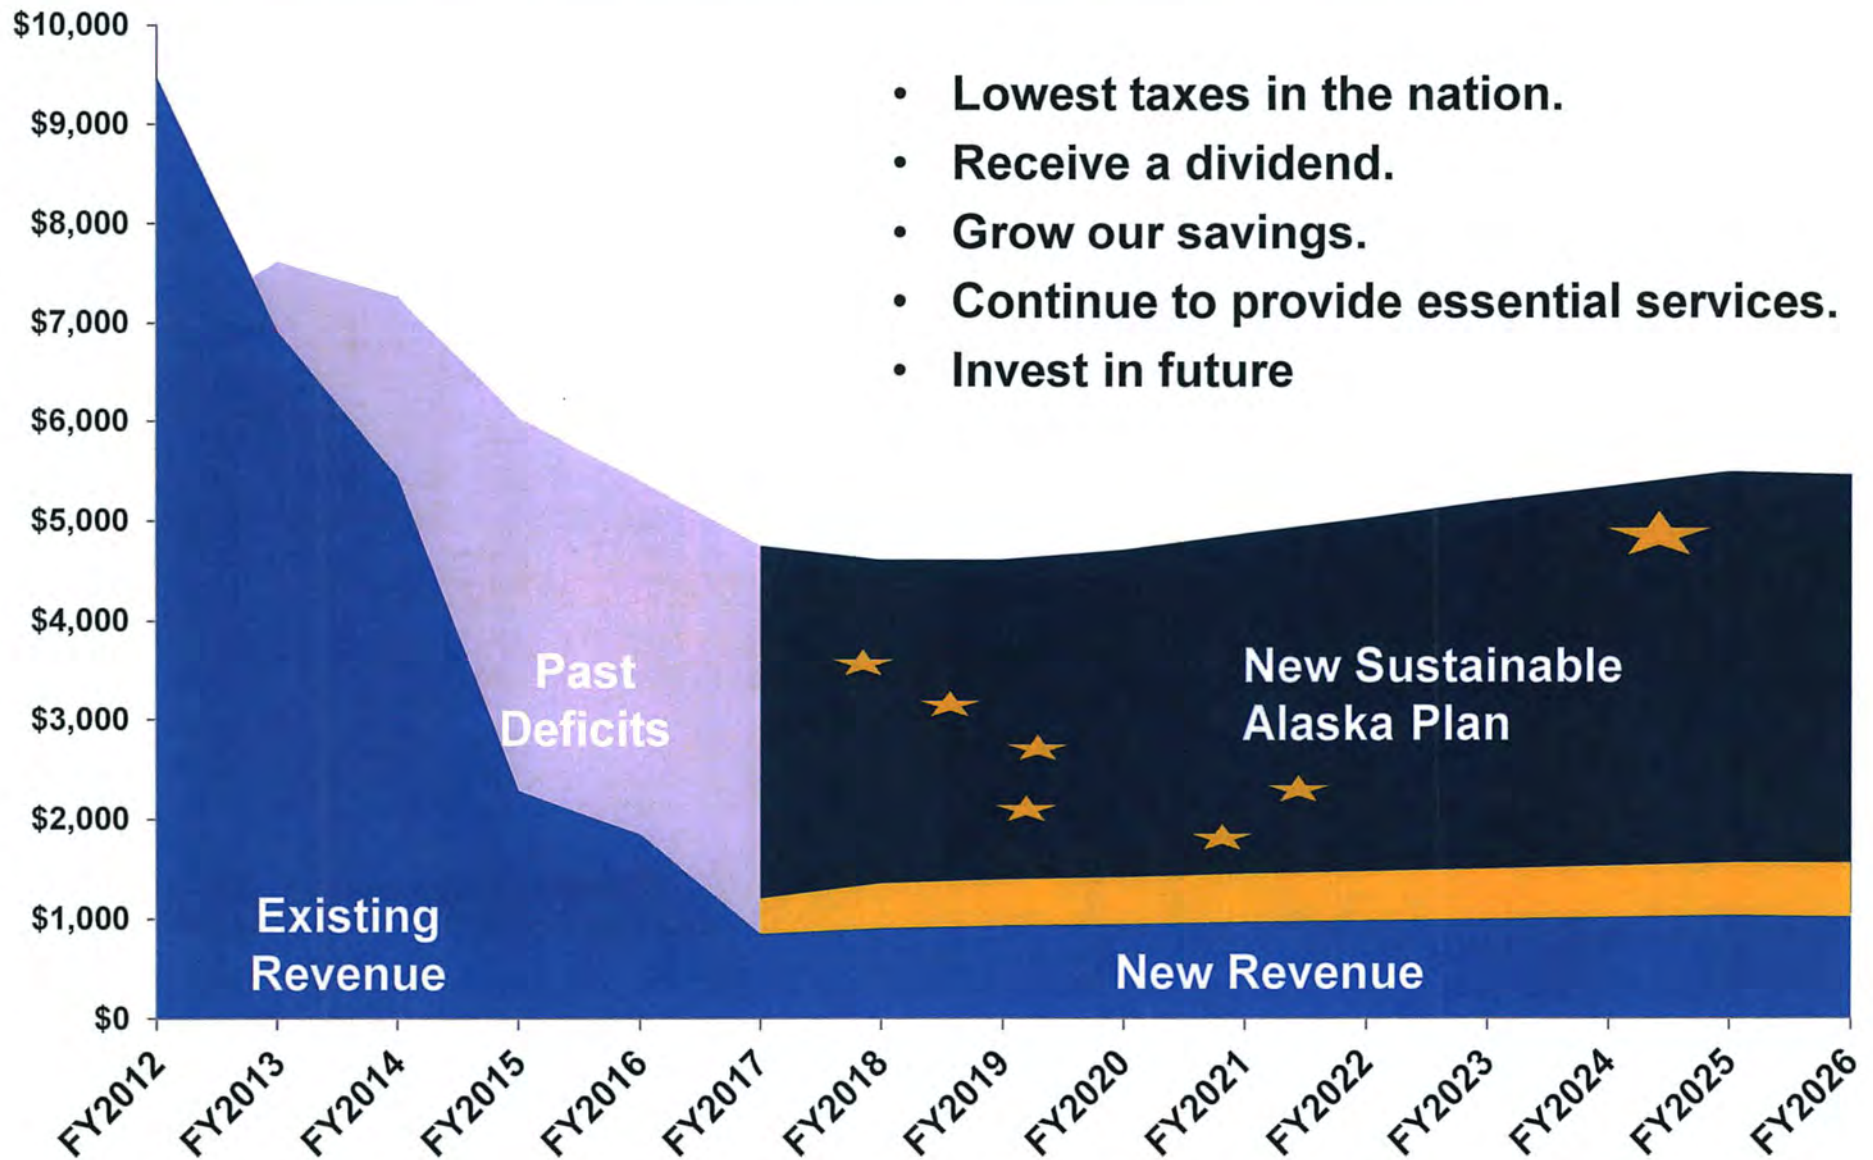 $10,000
$9,000
$8,000
$7,000
$6,000
$5,000
$4,000
$3,000
$2,000
$1,000
$0
• Lowest taxes in the nation.
• Receive a dividend.
• Grow our savings.
• Continue to provide essential services.
• Invest in future
Past
Deficits
New Sustainable
Alaska Plan
Existing
Revenue
New Revenue
FY2012
FY2013
FY2014
FY2015
FY2016
FY2017
FY2018
FY2019
FY2020
FY2021
FY2022
FY2023
FY2024
FY2025
FY2026